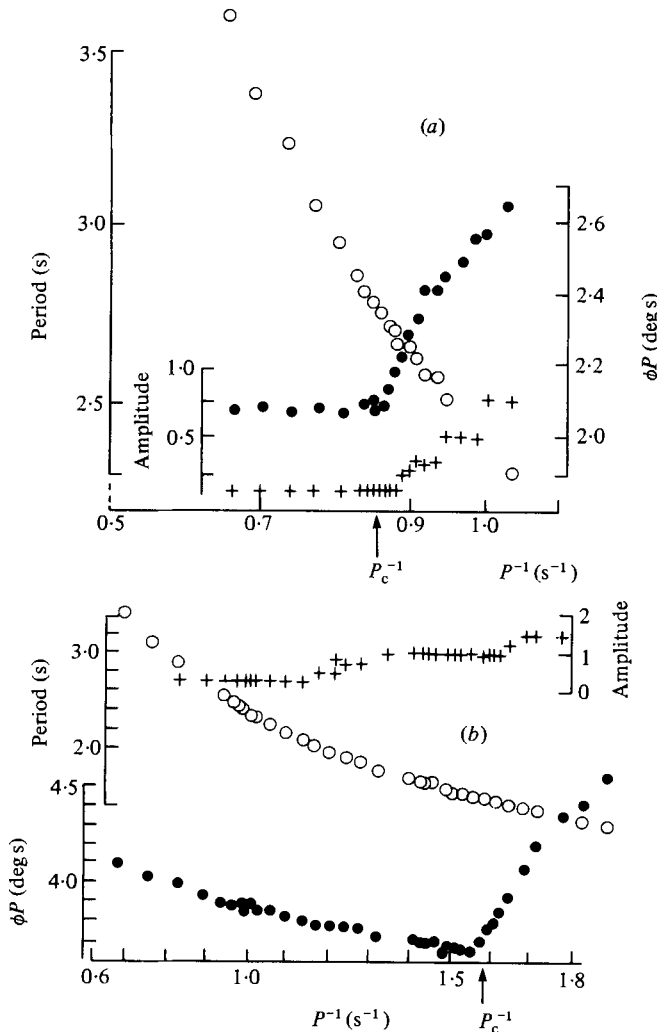 3·5
(a)
3·0
2·6
Period (s)
2·4
ϕP (deg s)
1·0
2·2
Amplitude
2·5
0·5
2·0
0·5
0·7
0·9
1·0
P_c^{-1}
P^{-1} (s^{-1})
2
3·0
1
Amplitude
Period (s)
0
(b)
2·0
4·5
ϕP (deg s)
4·0
0·6
1·0
1·5
1·8
P^{-1} (s^{-1})
P_c^{-1}